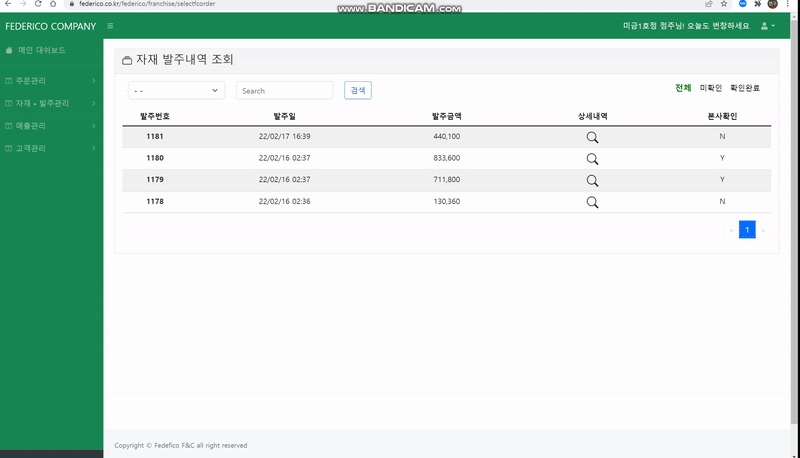 federico.co.kr/federico/franchise/selectfcorder
WWW.BANDICAM.COM
FEDERICO COMPANY
미금1호점 점주님! 오늘도 번창하세요
메인 대쉬보드
주문관리
자재 • 발주관리
매출관리
고객관리
자재 발주내역 조회
- -
Search
검색
전체 미확인 확인완료
발주번호 발주일 발주금액 상세내역 본사확인
1181 22/02/17 16:39 440,100 N
1180 22/02/16 02:37 833,600 Y
1179 22/02/16 02:37 711,800 Y
1178 22/02/16 02:36 130,360 N
« 1 »
Copyright © Fedefico F&C all right reserved